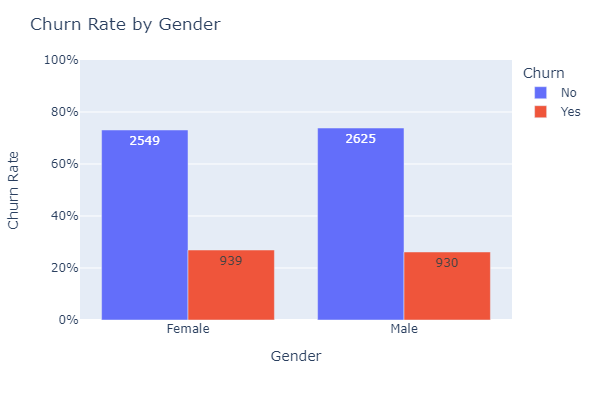 Churn Rate by Gender
100%
80%
60%
40%
20%
0%
Churn Rate
2549
939
2625
930
Female
Male
Gender
Churn
No
Yes